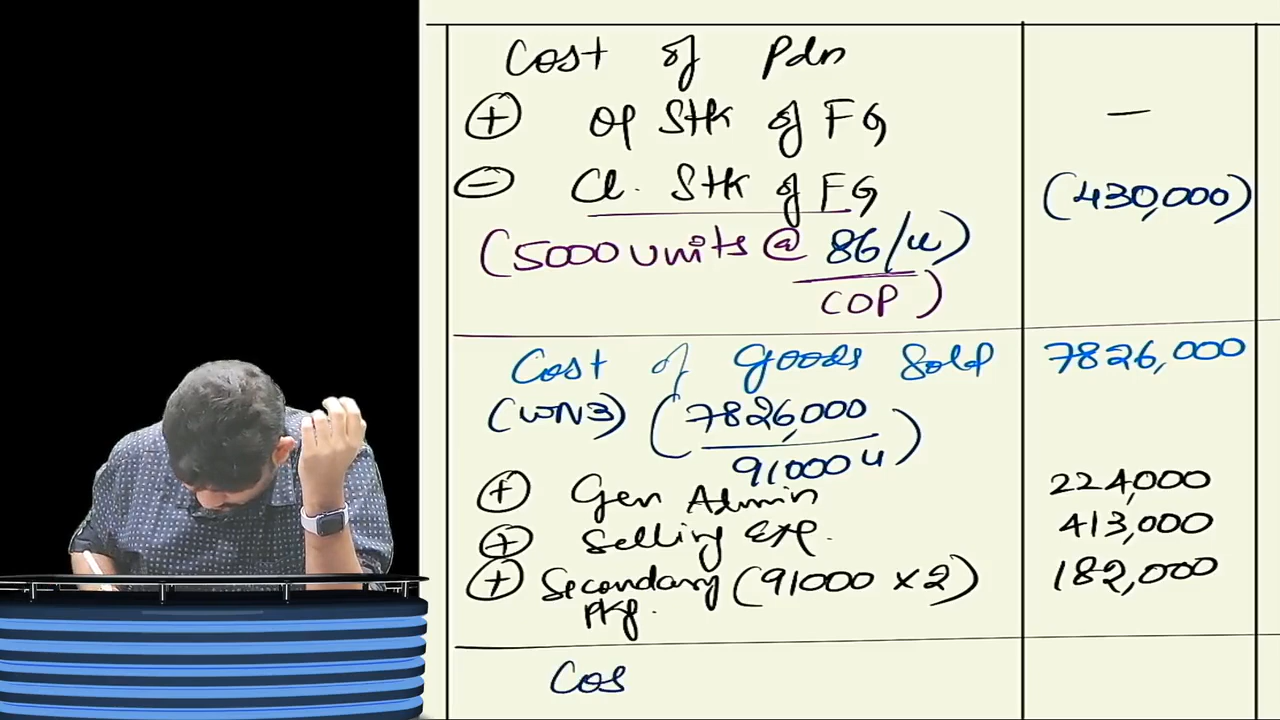 Cost of Pdn
⊕ Op Stk of FG —
⊖ Cl. Stk of FG (430,000)
(5000 units @ 86/u)
COP)
Cost of Goods Sold 7826,000
(WN3) (7826,000
91000 u)
⊕ Gen Admin 224,000
⊕ Selling Exp. 413,000
⊕ Secondary (91000 × 2) 182,000
Pkg.
Cos